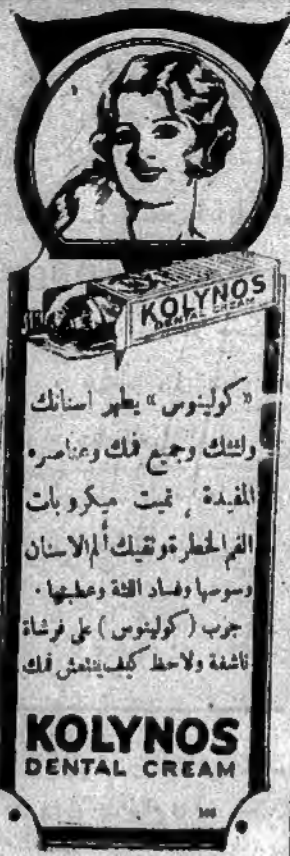 KOLYNOS
DENTAL CREAM
«كولينوس» يطهر اسنانك
ولثتك وجميع فمك وعناصره
المفيدة تميت ميكروبات
الفم الخطرة وتقيك ألم الاسنان
وسوسها وفساد اللثة وعطبها ·
جرب (كولينوس) على فرشاة
ناشفة ولاحظ كيف ينتعش فمك
KOLYNOS
DENTAL CREAM